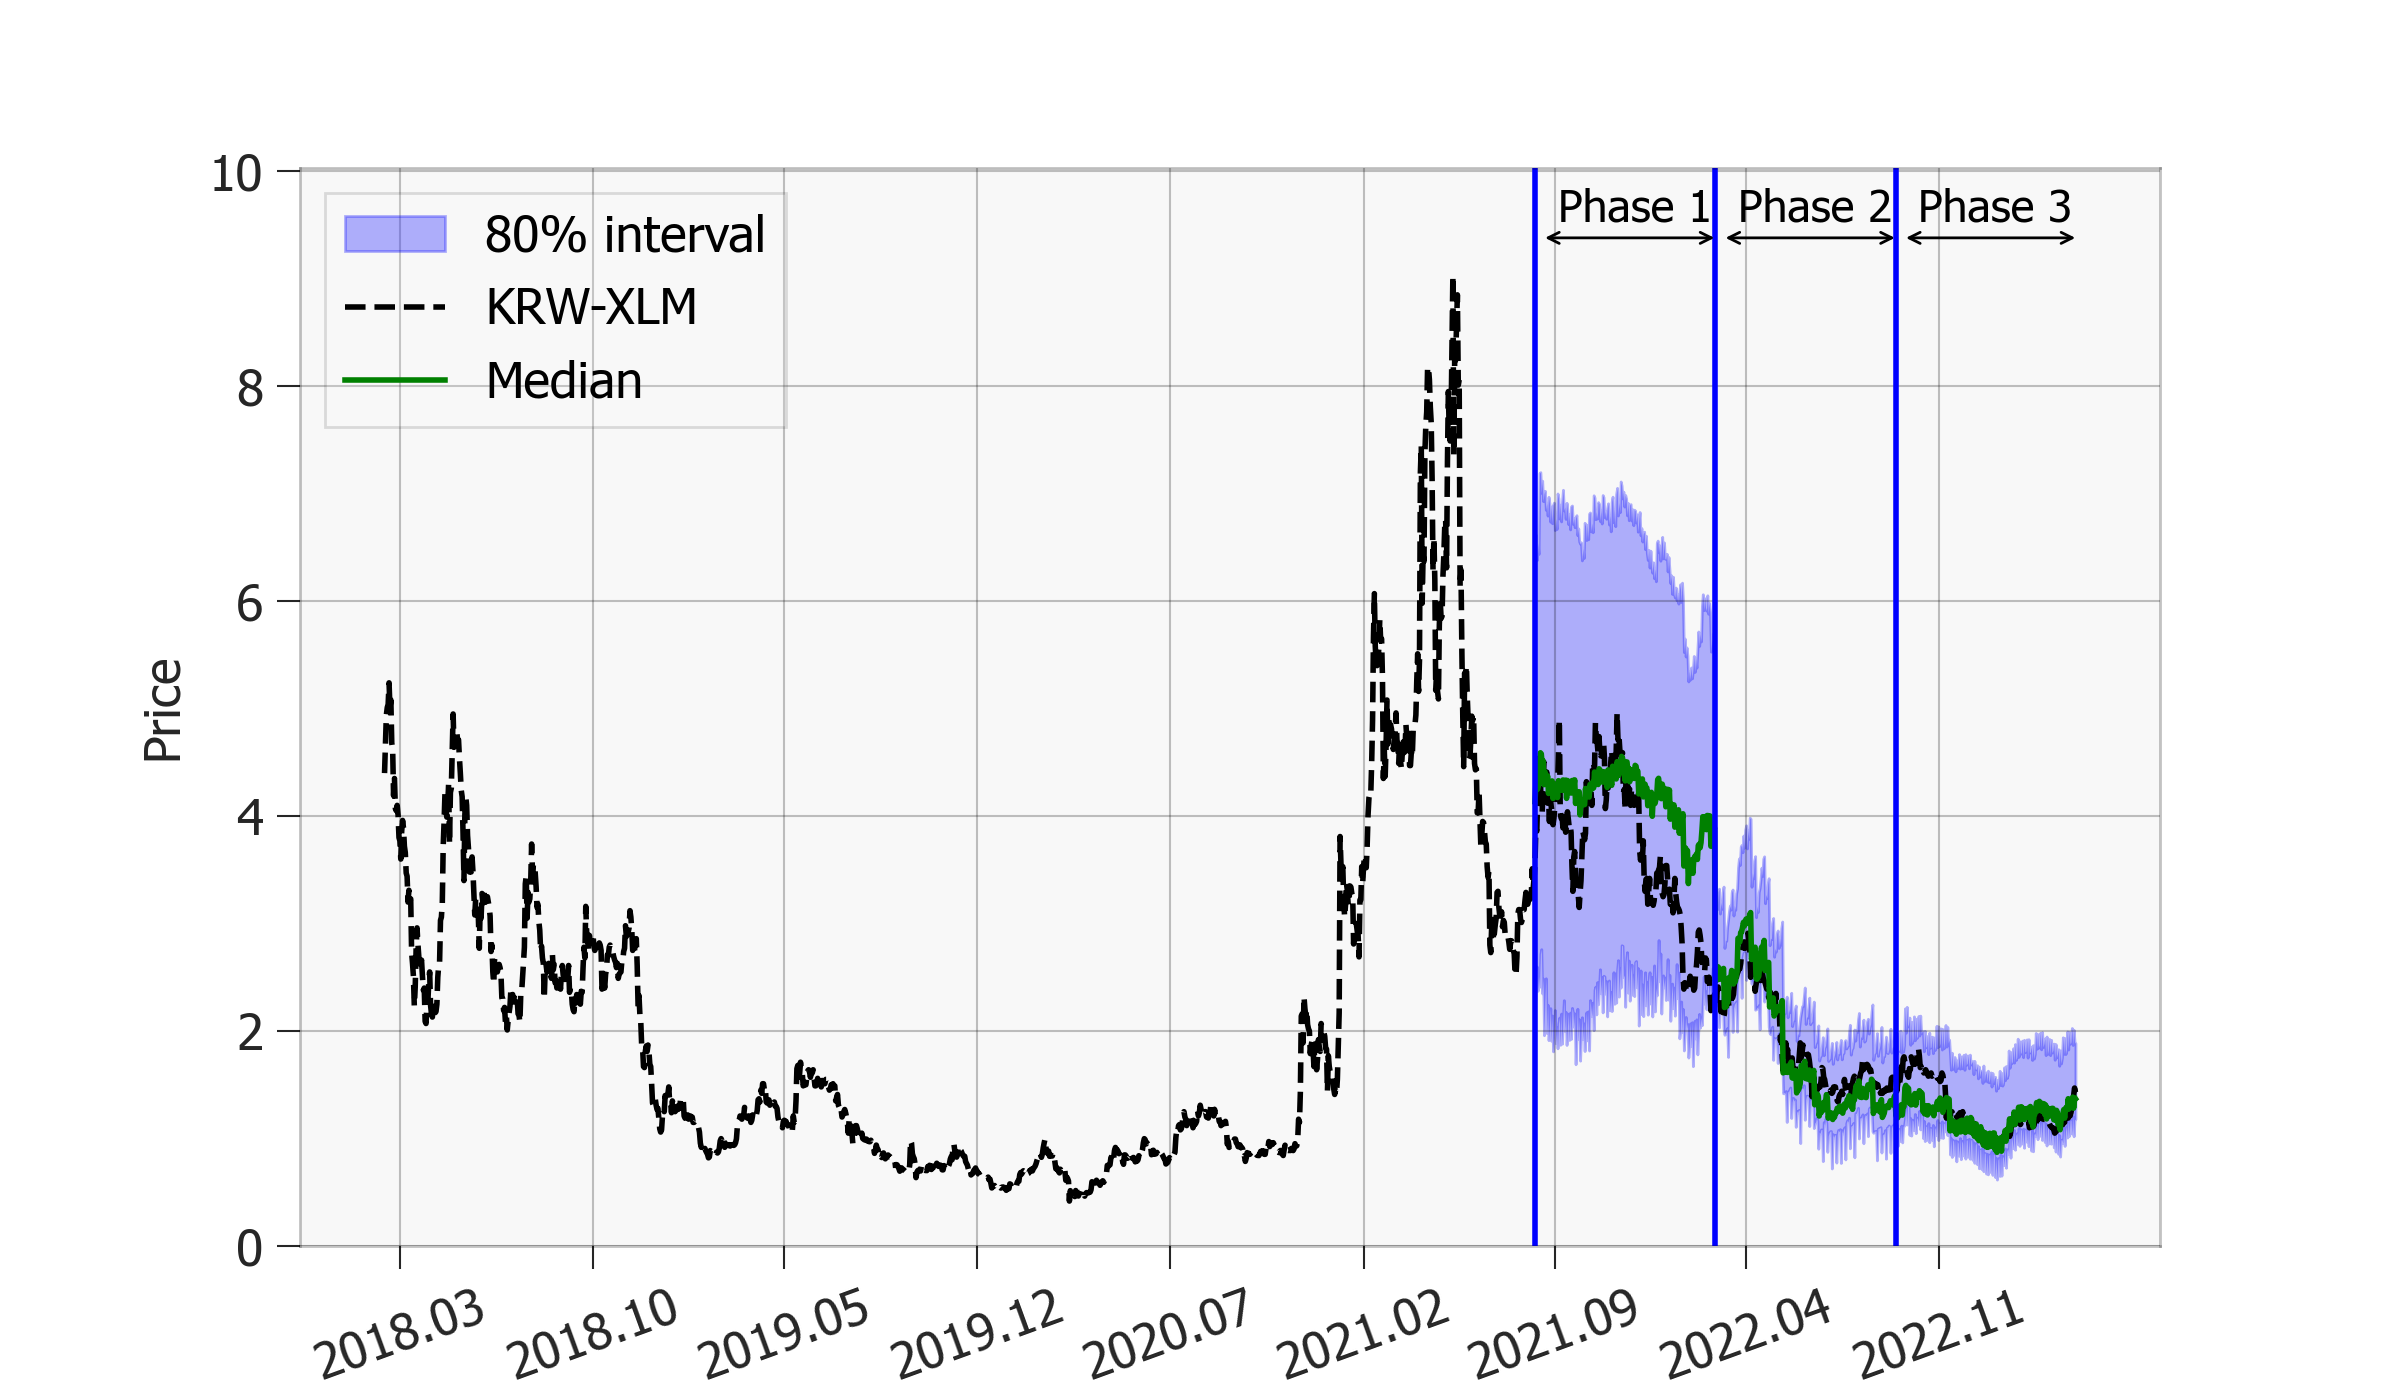 10
8
6
4
2
0
Price
80% interval
KRW-XLM
Median
Phase 1
Phase 2
Phase 3
2018.03
2018.10
2019.05
2019.12
2020.07
2021.02
2021.09
2022.04
2022.11